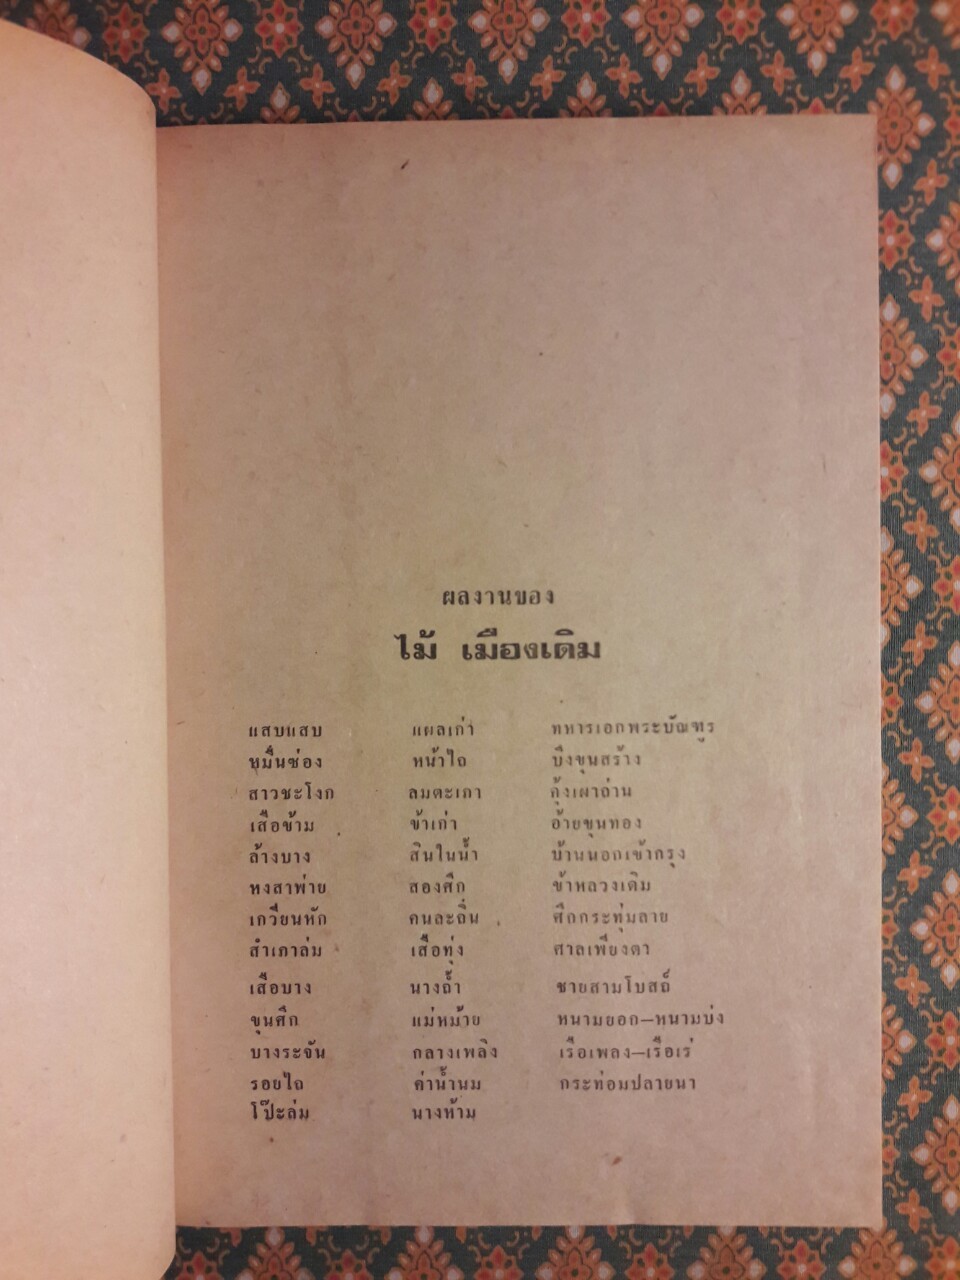 ผลงานของ
ไม้ เมืองเดิม
แสบแสบ แผลเก่า ทหารเอกพระบัณฑูร
หมื่นซ่อง หน้าไถ บึงขุนสร้าง
สาวชะโงก ลมตะเภา กุ้งเผาถ่าน
เสือข้าม ข้าเก่า อ้ายขุนทอง
ล้างบาง สินในน้ำ บ้านนอกเข้ากรุง
หงสาพ่าย สองศึก ข้าหลวงเดิม
เกวียนหัก คนละถิ่น ศึกกระทุ่มลาย
สำเภาล่ม เสือทุ่ง ศาลเพียงตา
เสือบาง นางถ้ำ ชายสามโบสถ์
ขุนศึก แม่หม้าย หนามยอก—หนามบ่ง
บางระจัน กลางเพลิง เรือเพลง—เรือเร่
รอยไถ ค่าน้ำนม กระท่อมปลายนา
โป๊ะล่ม นางห้าม